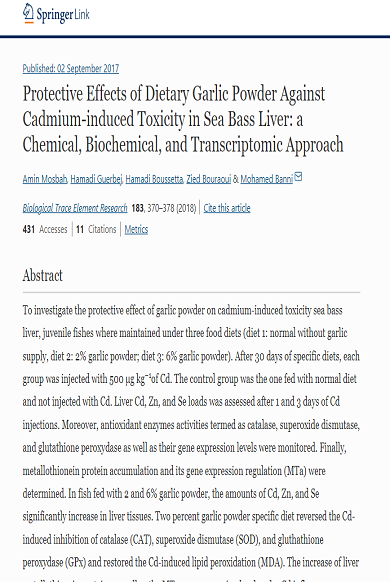 Springer Link
Published: 02 September 2017
Protective Effects of Dietary Garlic Powder Against
Cadmium-induced Toxicity in Sea Bass Liver: a
Chemical, Biochemical, and Transcriptomic Approach
Amin Mosbah, Hamadi Guerbej, Hamadi Boussetta, Zied Bouraoui & Mohamed Banni
Biological Trace Element Research 183, 370–378 (2018) | Cite this article
431 Accesses | 11 Citations | Metrics
Abstract
To investigate the protective effect of garlic powder on cadmium-induced toxicity sea bass
liver, juvenile fishes where maintained under three food diets (diet 1: normal without garlic
supply, diet 2: 2% garlic powder; diet 3: 6% garlic powder). After 30 days of specific diets, each
group was injected with 500 μg kg⁻¹of Cd. The control group was the one fed with normal diet
and not injected with Cd. Liver Cd, Zn, and Se loads was assessed after 1 and 3 days of Cd
injections. Moreover, antioxidant enzymes activities termed as catalase, superoxide dismutase,
and glutathione peroxydase as well as their gene expression levels were monitored. Finally,
metallothionein protein accumulation and its gene expression regulation (MTa) were
determined. In fish fed with 2 and 6% garlic powder, the amounts of Cd, Zn, and Se
significantly increase in liver tissues. Two percent garlic powder specific diet reversed the Cd-
induced inhibition of catalase (CAT), superoxide dismutase (SOD), and gluthathione
peroxydase (GPx) and restored the Cd-induced lipid peroxidation (MDA). The increase of liver